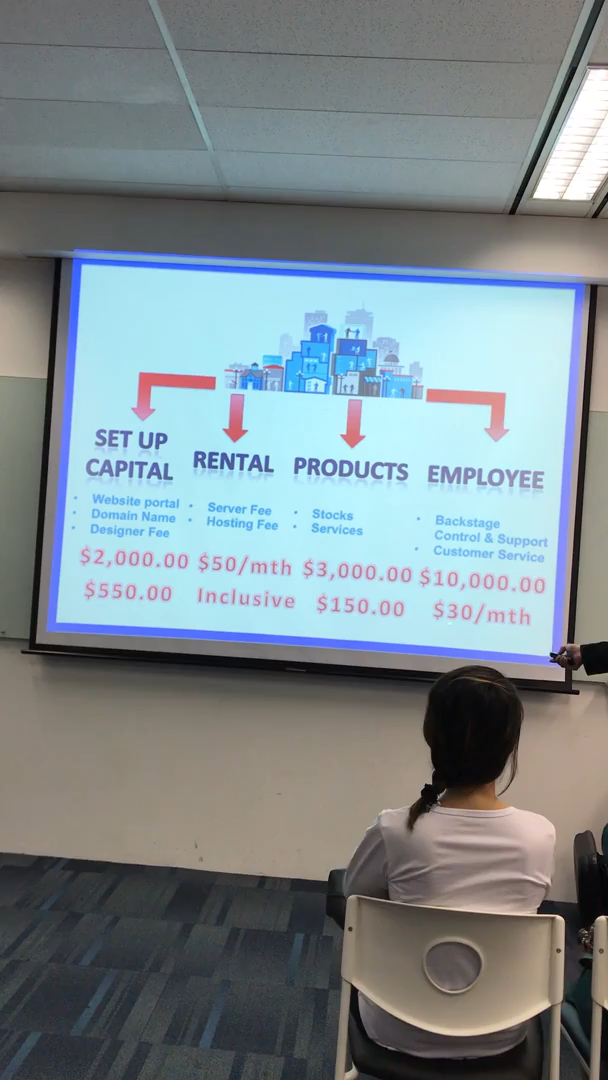 SET UP
CAPITAL
• Website portal
• Domain Name
• Designer Fee
$2,000.00
$550.00
RENTAL
• Server Fee
• Hosting Fee
$50/mth
Inclusive
PRODUCTS
• Stocks
• Services
$3,000.00
$150.00
EMPLOYEE
• Backstage
Control & Support
• Customer Service
$10,000.00
$30/mth